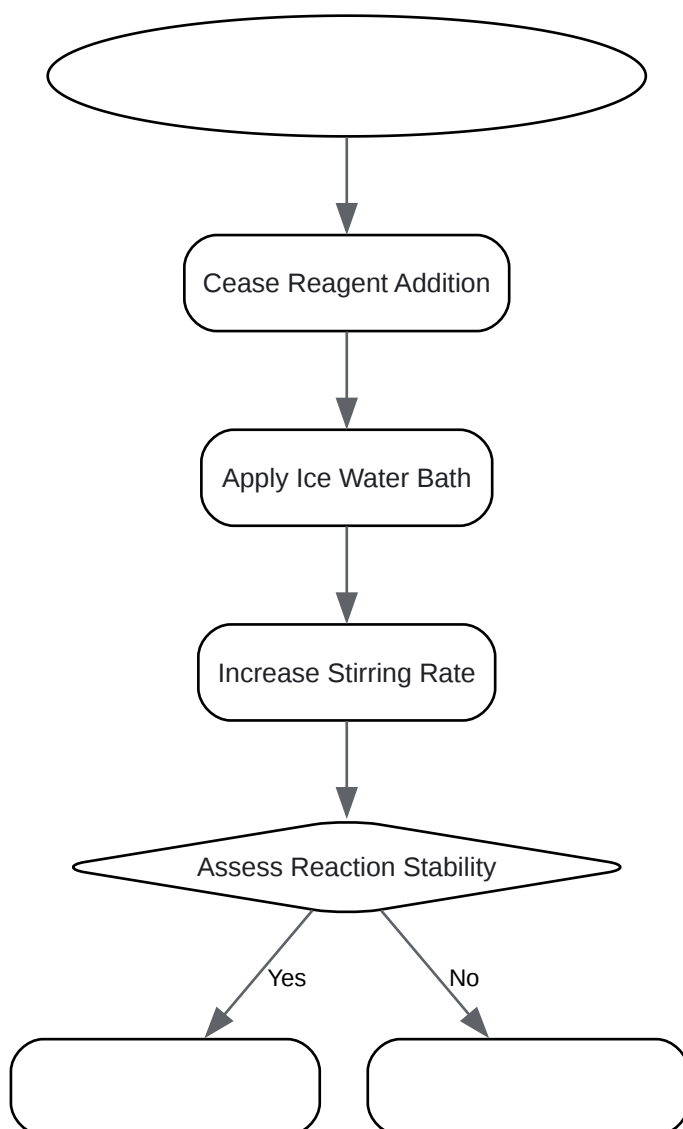 Cease Reagent Addition
Apply Ice Water Bath
Increase Stirring Rate
Assess Reaction Stability
Yes
No